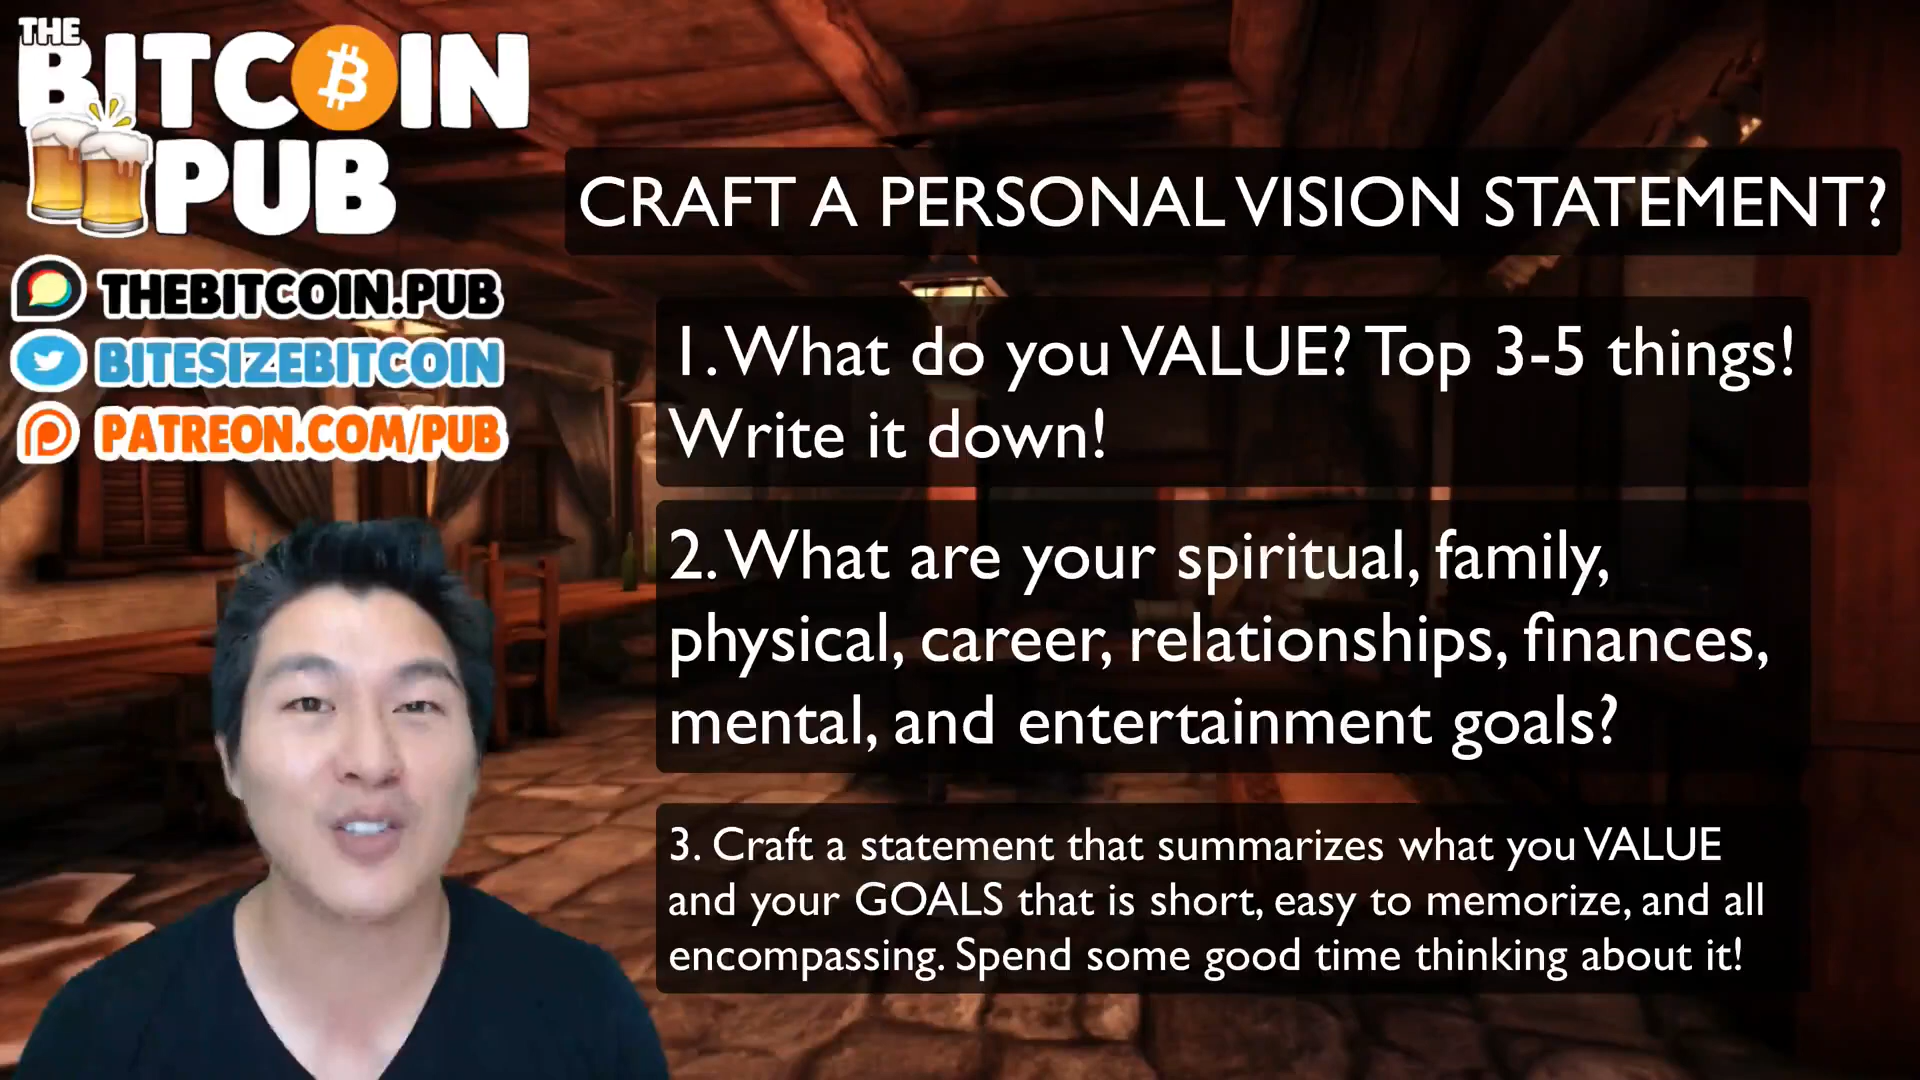 THE
BITCOIN
PUB
THEBITCOIN.PUB
BITESIZEBITCOIN
PATREON.COM/PUB
CRAFT A PERSONAL VISION STATEMENT?
1. What do you VALUE? Top 3-5 things!
Write it down!
2. What are your spiritual, family,
physical, career, relationships, finances,
mental, and entertainment goals?
3. Craft a statement that summarizes what you VALUE
and your GOALS that is short, easy to memorize, and all
encompassing. Spend some good time thinking about it!